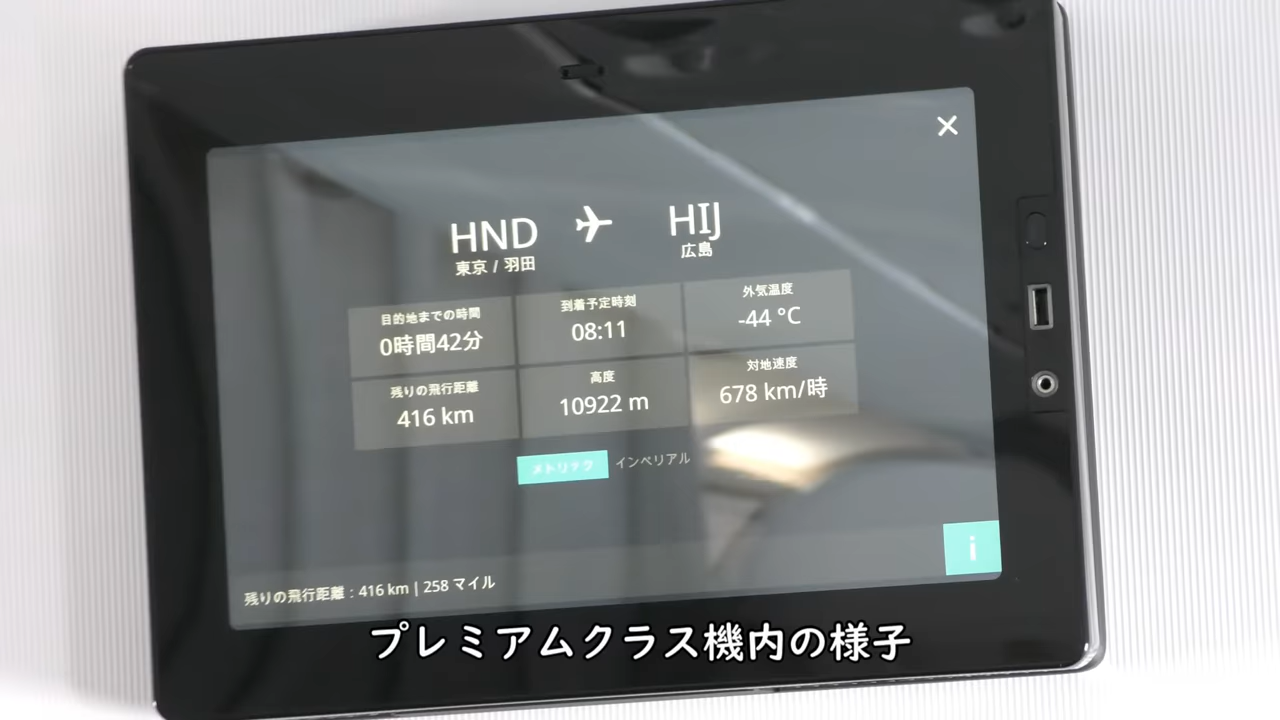 HND HIJ
東京 / 羽田 広島
目的地までの時間 到着予定時刻 外気温度
0時間42分 08:11 -44 °C
残りの飛行距離 高度 対地速度
416 km 10922 m 678 km/時
メトリック インペリアル
i
残りの飛行距離 : 416 km | 258 マイル
プレミアムクラス機内の様子